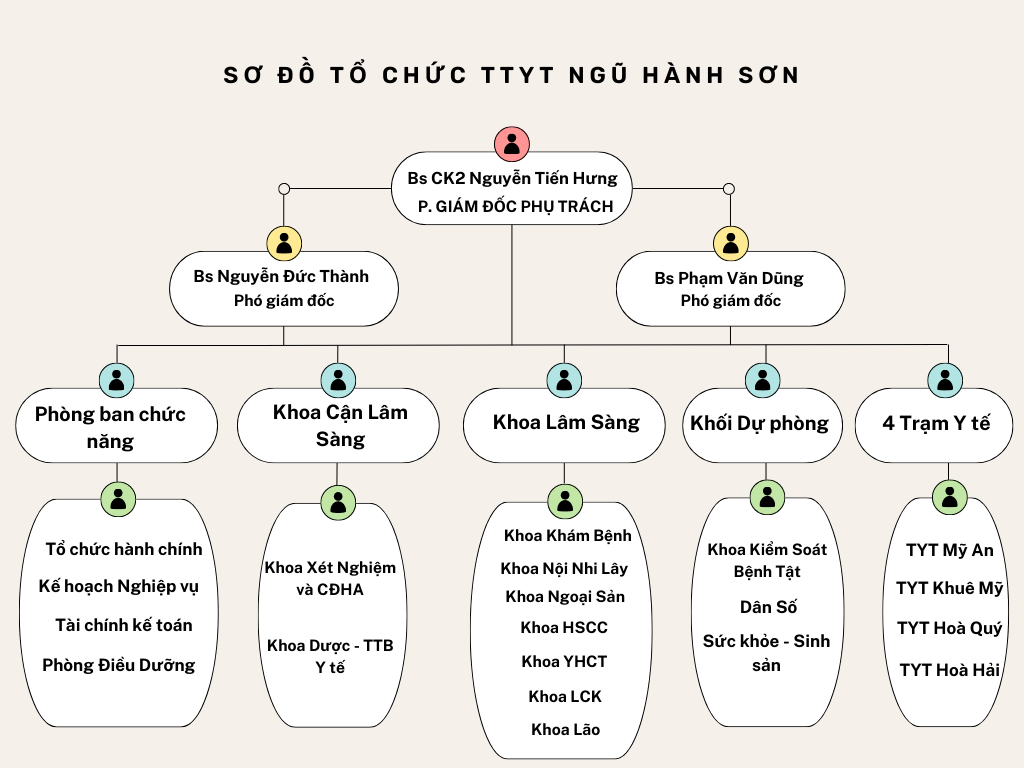 SƠ ĐỒ TỔ CHỨC TTYT NGŨ HÀNH SƠN
Bs CK2 Nguyễn Tiến Hưng
P. GIÁM ĐỐC PHỤ TRÁCH
Bs Nguyễn Đức Thành
Phó giám đốc
Bs Phạm Văn Dũng
Phó giám đốc
Phòng ban chức
năng
Khoa Cận Lâm
Sàng
Khoa Lâm Sàng
Khối Dự phòng
4 Trạm Y tế
Tổ chức hành chính
Kế hoạch Nghiệp vụ
Tài chính kế toán
Phòng Điều Dưỡng
Khoa Xét Nghiệm
và CĐHA
Khoa Dược - TTB
Y tế
Khoa Khám Bệnh
Khoa Nội Nhi Lây
Khoa Ngoại Sản
Khoa HSCC
Khoa YHCT
Khoa LCK
Khoa Lão
Khoa Kiểm Soát
Bệnh Tật
Dân Số
Sức khỏe - Sinh
sản
TYT Mỹ An
TYT Khuê Mỹ
TYT Hoà Quý
TYT Hoà Hải